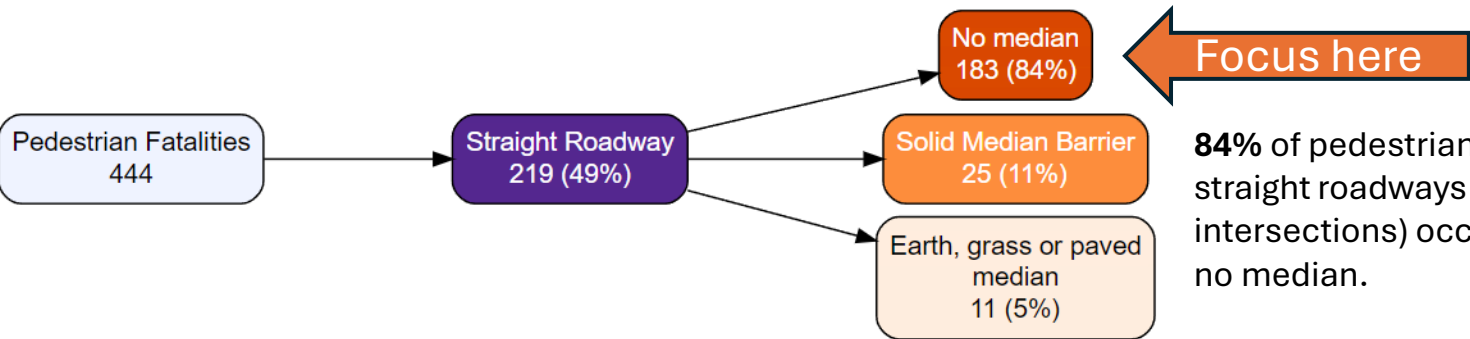 Pedestrian Fatalities
444
Straight Roadway
219 (49%)
No median
183 (84%)
Solid Median Barrier
25 (11%)
Earth, grass or paved
median
11 (5%)
Focus here
84% of pedestrian
straight roadways
intersections) occ
no median.